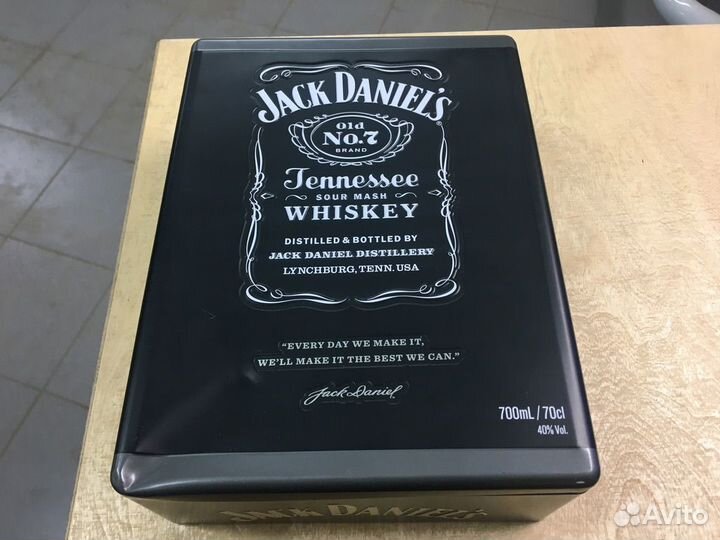 JACK DANIEL'S
Old
No.7
BRAND
Tennessee
SOUR MASH
WHISKEY
DISTILLED & BOTTLED BY
JACK DANIEL DISTILLERY
LYNCHBURG, TENN. USA
"EVERY DAY WE MAKE IT,
WE'LL MAKE IT THE BEST WE CAN."
Jack Daniel
700mL / 70cl
40% Vol.
JACK DANIEL'S
Avito